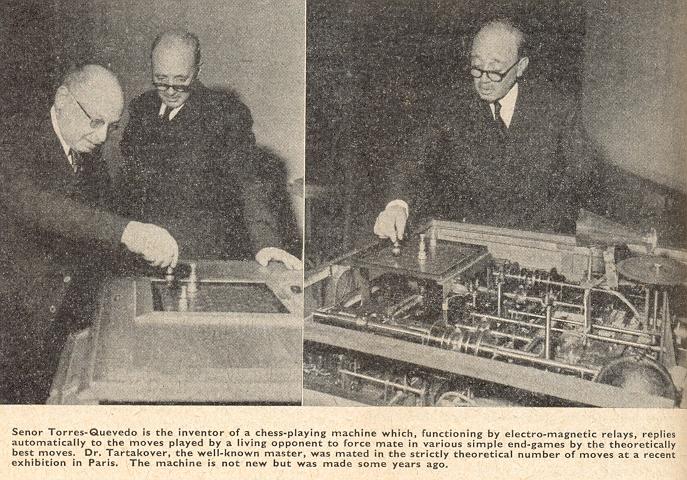 Senor Torres-Quevedo is the inventor of a chess-playing machine which, functioning by electro-magnetic relays, replies
automatically to the moves played by a living opponent to force mate in various simple end-games by the theoretically
best moves. Dr. Tartakover, the well-known master, was mated in the strictly theoretical number of moves at a recent
exhibition in Paris. The machine is not new but was made some years ago.